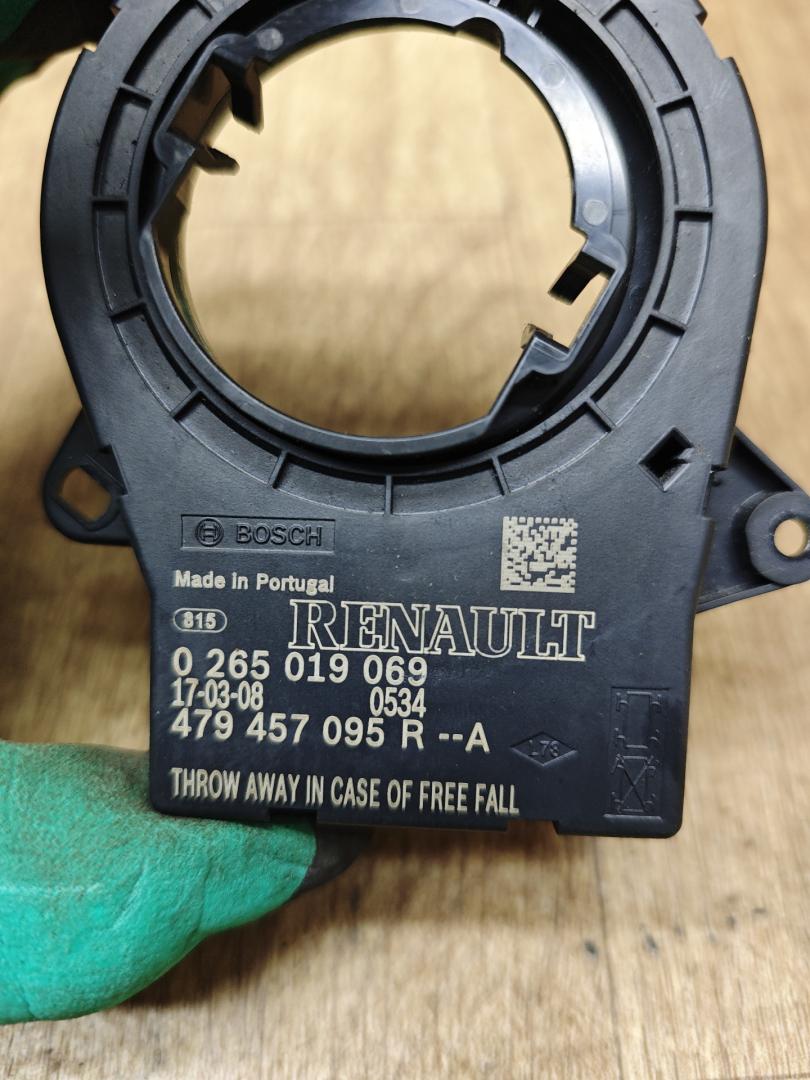 BOSCH
Made in Portugal
815
RENAULT
0 265 019 069
17-03-08 0534
479 457 095 R --A
L78
THROW AWAY IN CASE OF FREE FALL